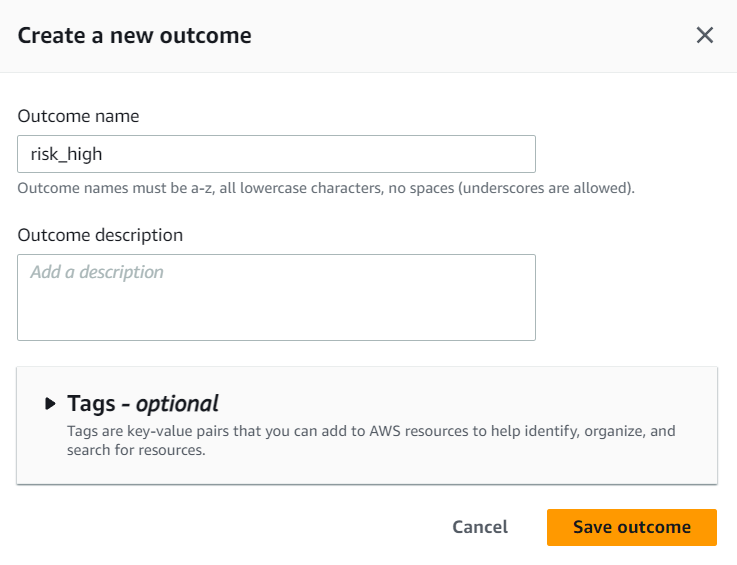 Create a new outcome
Outcome name
risk_high
Outcome names must be a-z, all lowercase characters, no spaces (underscores are allowed).
Outcome description
Add a description
Tags - optional
Tags are key-value pairs that you can add to AWS resources to help identify, organize, and
search for resources.
Cancel
Save outcome